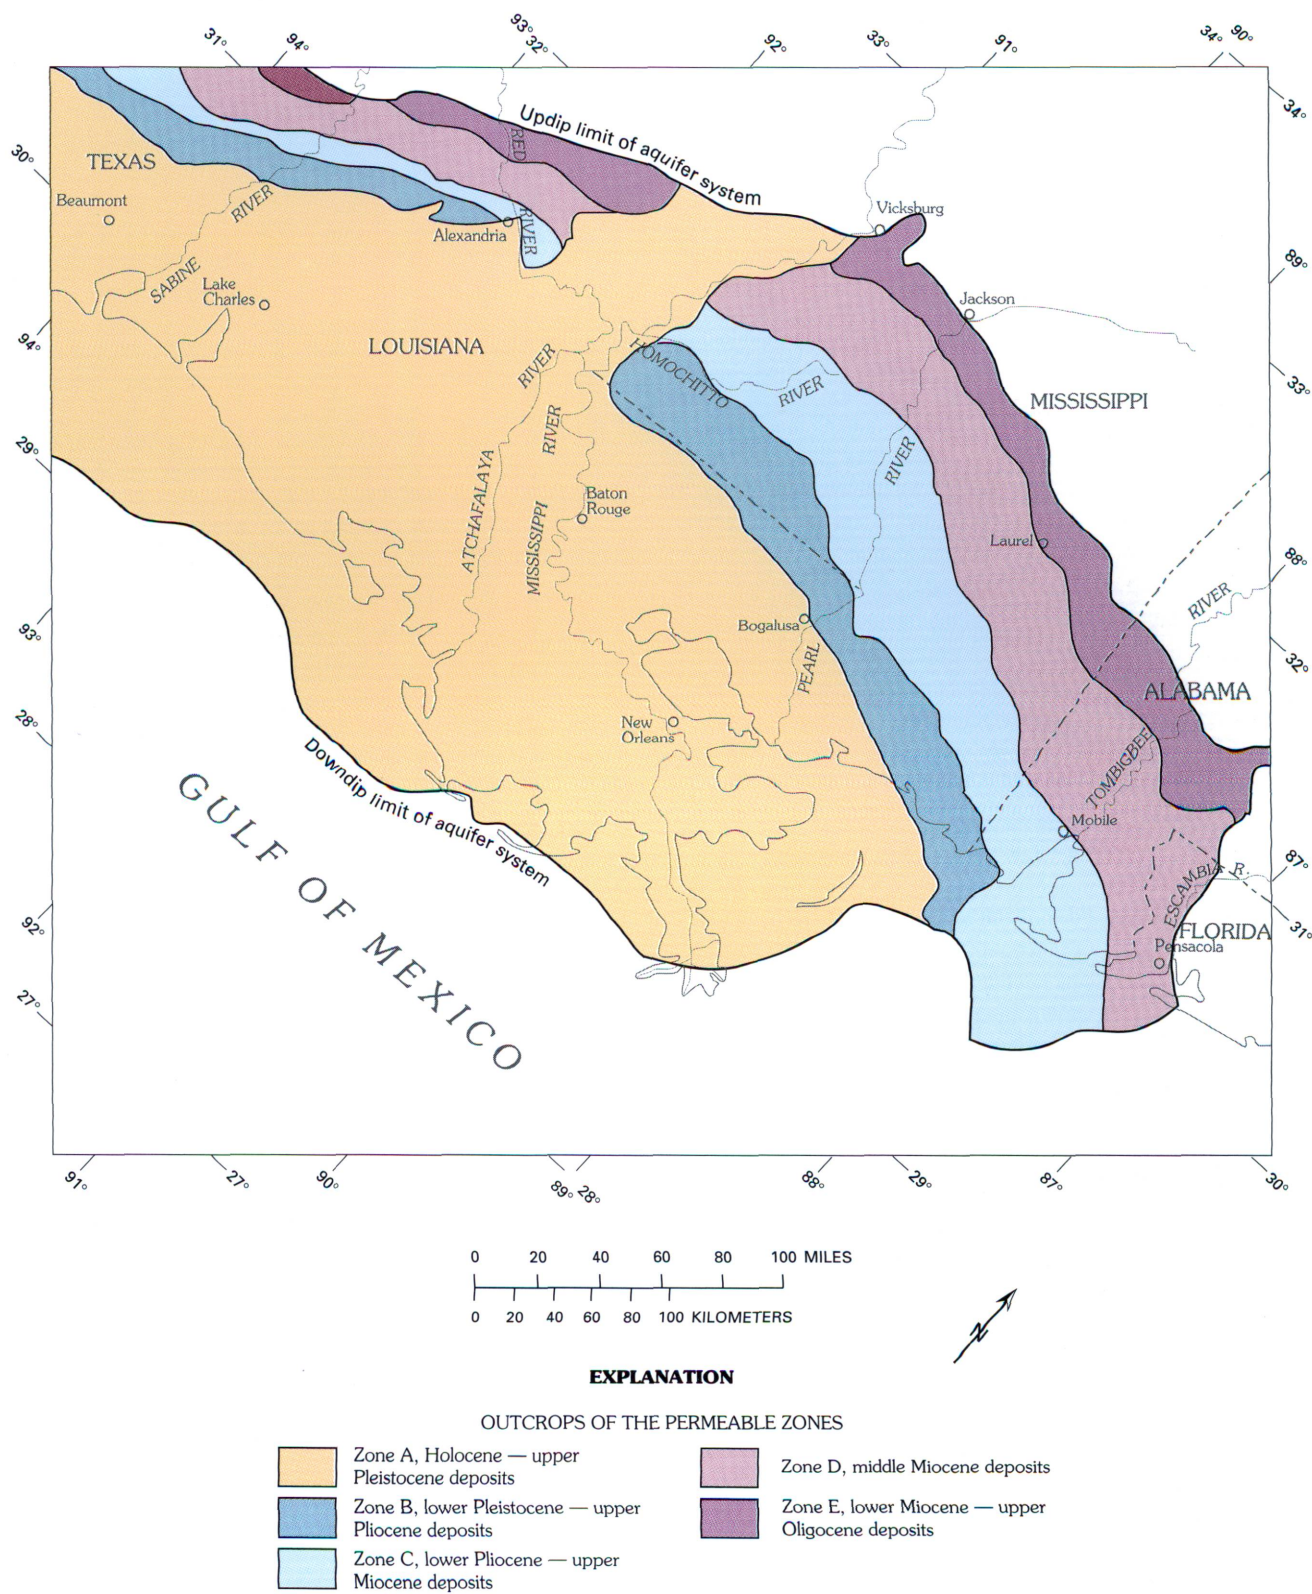 31° 94° 93° 32° 92° 33° 91° 34° 90°
34°
Updip limit of aquifer system
RED
RIVER
30°
TEXAS
Beaumont
RIVER
SABINE
Alexandria
Vicksburg
Lake
Charles
89°
Jackson
94°
LOUISIANA
HOMOCHITTO
RIVER
RIVER
33°
MISSISSIPPI
RIVER
RIVER
29°
ATCHAFALAYA
Baton
Rouge
MISSISSIPPI
Laurel
88°
RIVER
93°
Bogalusa
PEARL
32°
ALABAMA
28°
New
Orleans
Downdip limit of aquifer system
TOMBIGBEE
GULF OF MEXICO
Mobile
87°
ESCAMBIA R.
92°
FLORIDA
31°
Pensacola
27°
91° 27° 90° 89° 28° 88° 29° 87° 30°
0 20 40 60 80 100 MILES
0 20 40 60 80 100 KILOMETERS
N
EXPLANATION
OUTCROPS OF THE PERMEABLE ZONES
Zone A, Holocene — upper
Pleistocene deposits
Zone B, lower Pleistocene — upper
Pliocene deposits
Zone C, lower Pliocene — upper
Miocene deposits
Zone D, middle Miocene deposits
Zone E, lower Miocene — upper
Oligocene deposits